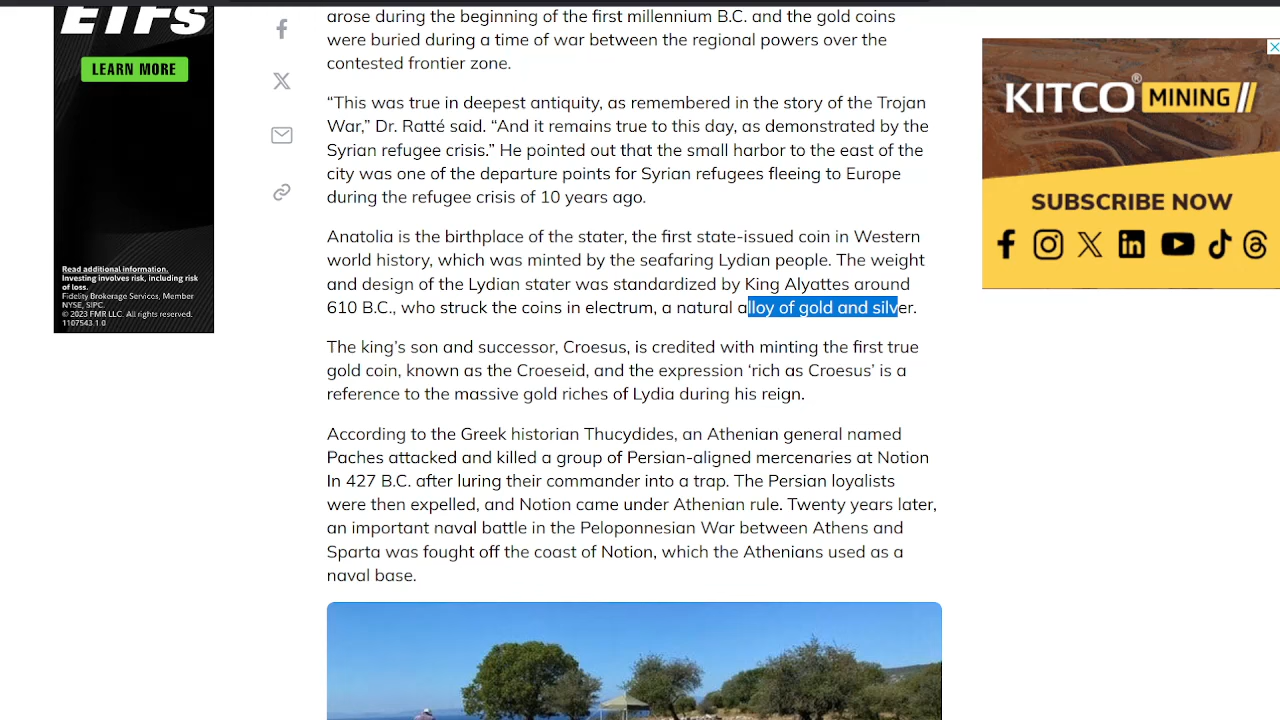 ETFS
LEARN MORE
Read additional information.
Investing involves risk, including risk
of loss.
Fidelity Brokerage Services, Member
NYSE, SIPC.
© 2023 FMR LLC. All rights reserved.
1107543.1.0
arose during the beginning of the first millennium B.C. and the gold coins
were buried during a time of war between the regional powers over the
contested frontier zone.
“This was true in deepest antiquity, as remembered in the story of the Trojan
War,” Dr. Ratté said. “And it remains true to this day, as demonstrated by the
Syrian refugee crisis.” He pointed out that the small harbor to the east of the
city was one of the departure points for Syrian refugees fleeing to Europe
during the refugee crisis of 10 years ago.
Anatolia is the birthplace of the stater, the first state-issued coin in Western
world history, which was minted by the seafaring Lydian people. The weight
and design of the Lydian stater was standardized by King Alyattes around
610 B.C., who struck the coins in electrum, a natural alloy of gold and silver.
The king’s son and successor, Croesus, is credited with minting the first true
gold coin, known as the Croeseid, and the expression ‘rich as Croesus’ is a
reference to the massive gold riches of Lydia during his reign.
According to the Greek historian Thucydides, an Athenian general named
Paches attacked and killed a group of Persian-aligned mercenaries at Notion
In 427 B.C. after luring their commander into a trap. The Persian loyalists
were then expelled, and Notion came under Athenian rule. Twenty years later,
an important naval battle in the Peloponnesian War between Athens and
Sparta was fought off the coast of Notion, which the Athenians used as a
naval base.
KITCO® MINING //
SUBSCRIBE NOW